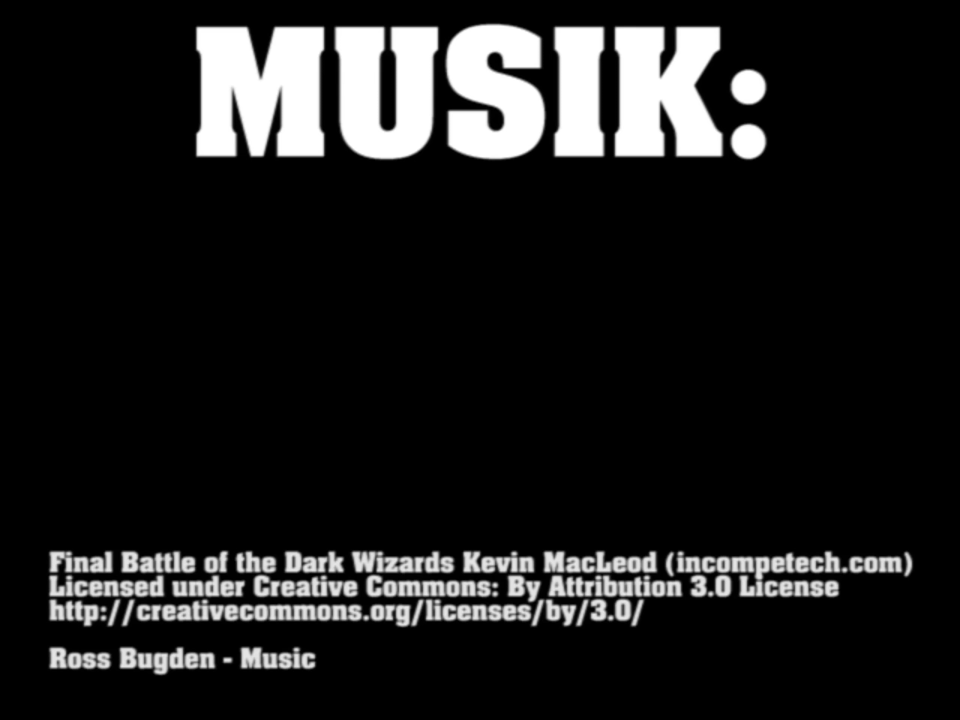 MUSIK:
Final Battle of the Dark Wizards Kevin MacLeod (incompetech.com)
Licensed under Creative Commons: By Attribution 3.0 License
http://creativecommons.org/licenses/by/3.0/
Ross Bugden - Music